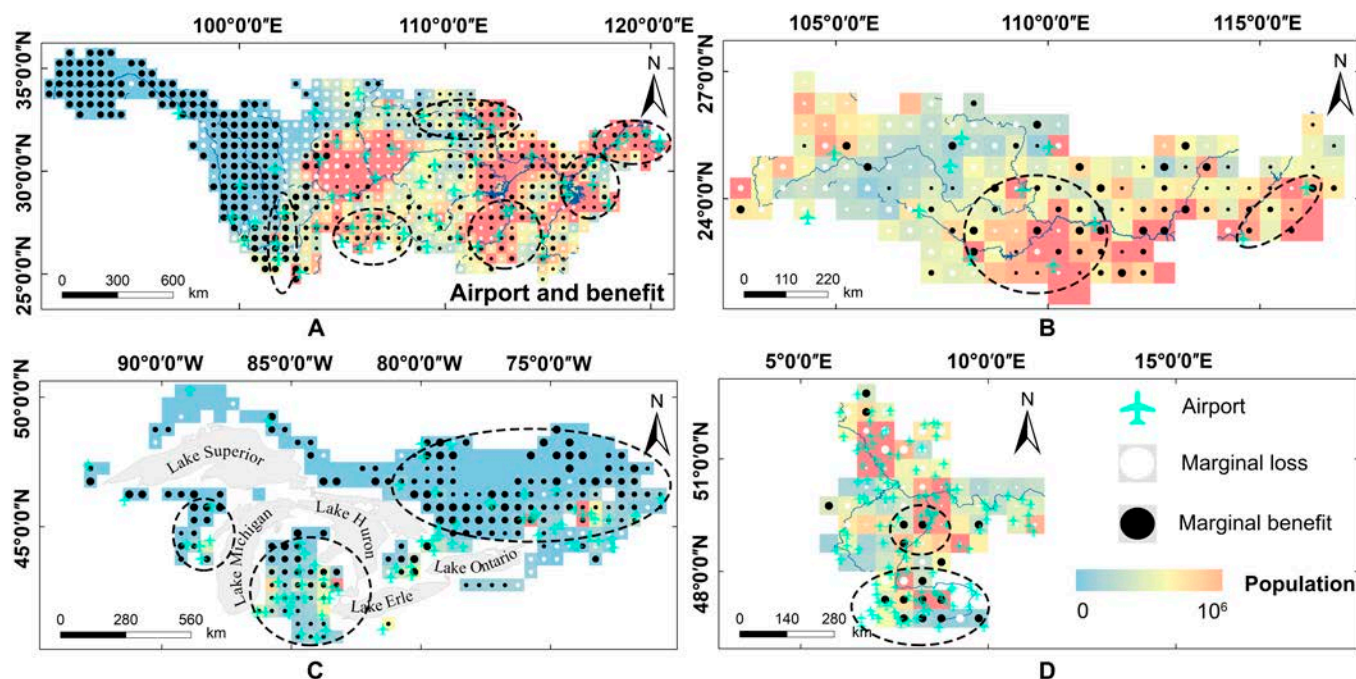 100°0'0"E 110°0'0"E 120°0'0"E
35°0'0"N
30°0'0"N
25°0'0"N
N
0 300 600
km
Airport and benefit
A
105°0'0"E 110°0'0"E 115°0'0"E
27°0'0"N
24°0'0"N
N
0 110 220
km
B
90°0'0"W 85°0'0"W 80°0'0"W 75°0'0"W
50°0'0"N
45°0'0"N
N
Lake Superior
Lake Michigan
Lake Huron
Lake Ontario
Lake Erle
0 280 560
km
C
5°0'0"E 10°0'0"E 15°0'0"E
51°0'0"N
48°0'0"N
N
0 140 280
km
D
Airport
Marginal loss
Marginal benefit
Population
0 10⁶